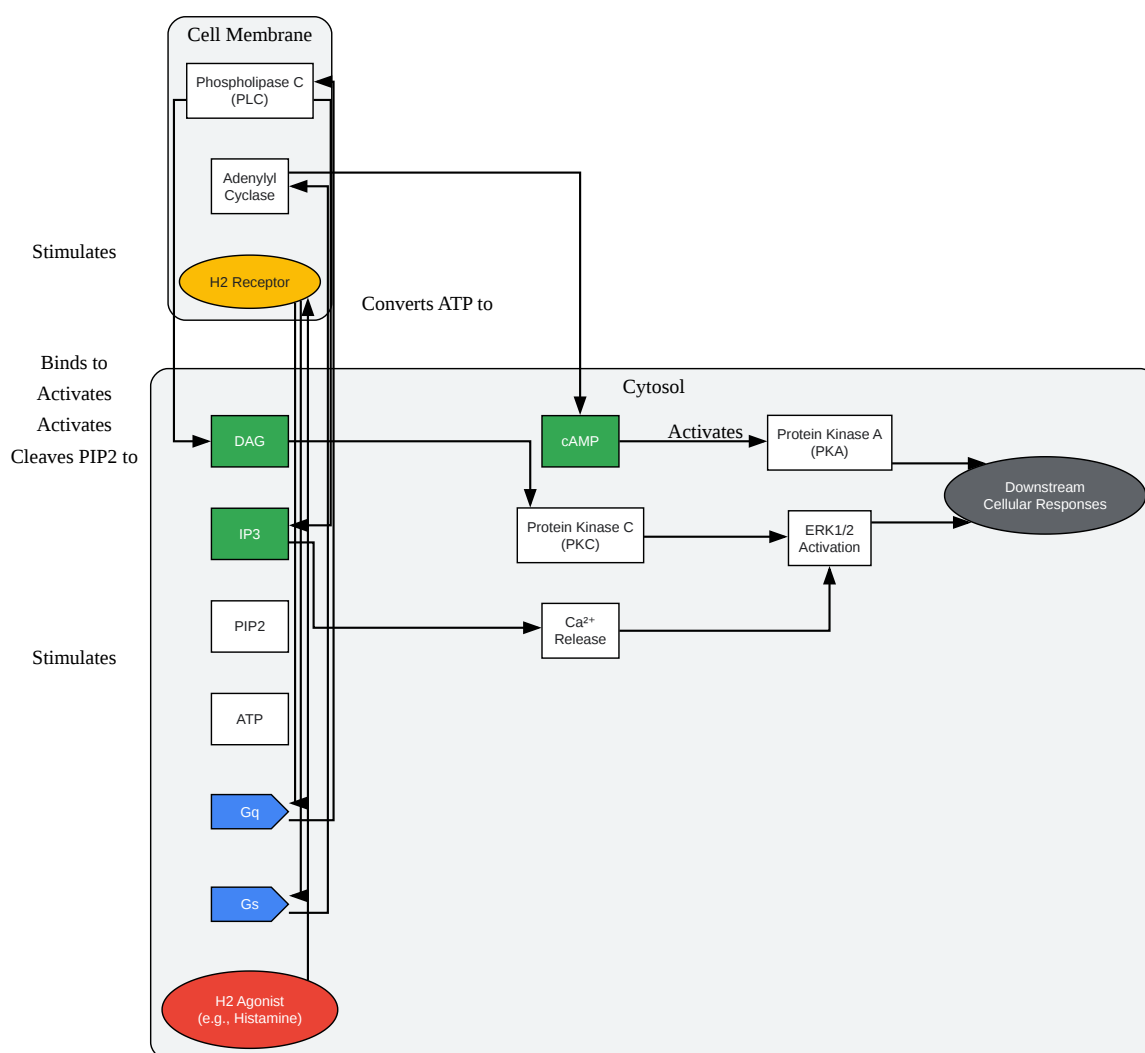 Cell Membrane
Phospholipase C
(PLC)
Adenylyl
Cyclase
Stimulates
H2 Receptor
Converts ATP to
Binds to
Activates
Activates
Cleaves PIP2 to
Cytosol
DAG
cAMP
Activates
Protein Kinase A
(PKA)
Downstream
Cellular Responses
IP3
Protein Kinase C
(PKC)
ERK1/2
Activation
PIP2
Ca²⁺
Release
Stimulates
ATP
Gq
Gs
H2 Agonist
(e.g., Histamine)